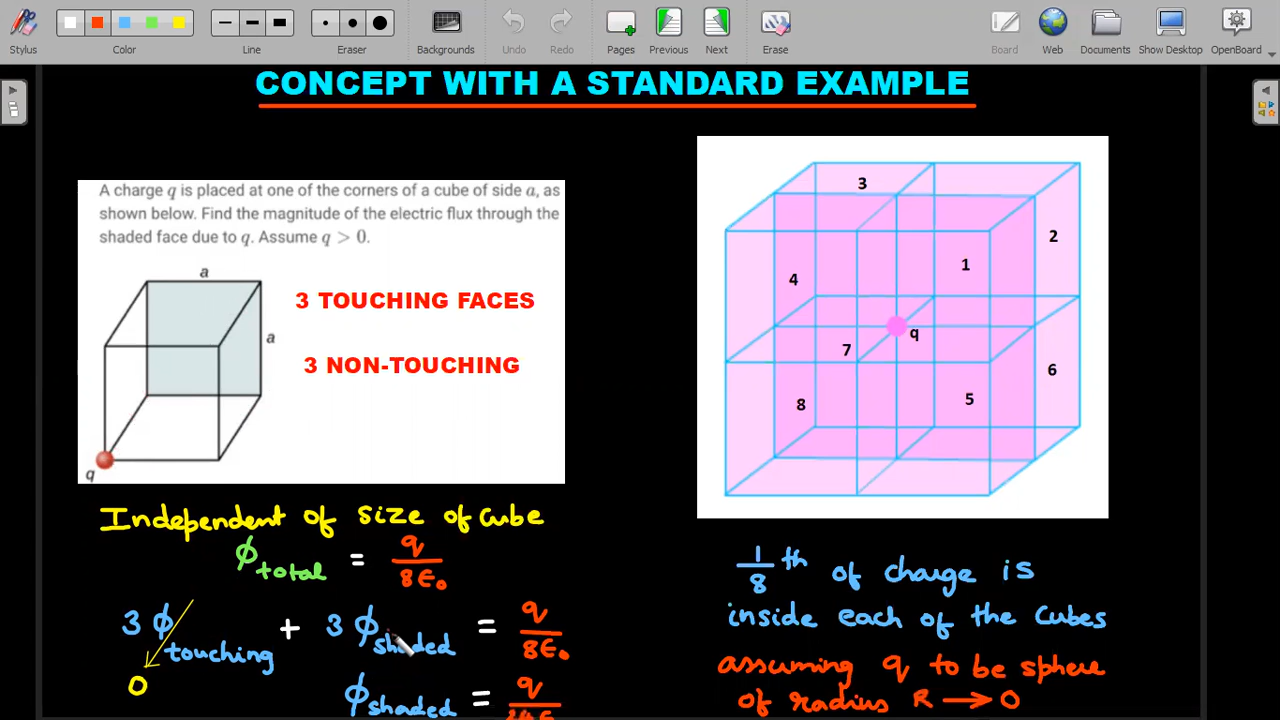 Stylus
Color
Line
Eraser
Backgrounds
Undo
Redo
Pages
Previous
Next
Erase
Board
Web
Documents
Show Desktop
OpenBoard
CONCEPT WITH A STANDARD EXAMPLE
A charge q is placed at one of the corners of a cube of side a, as
shown below. Find the magnitude of the electric flux through the
shaded face due to q. Assume q > 0.
a
a
q
3 TOUCHING FACES
3 NON-TOUCHING
3
2
1
4
q
7
6
8
5
Independent of size of cube
ϕtotal = q/8ϵ₀
3ϕtouching + 3ϕshaded = q/8ϵ₀
0
ϕshaded = q/24ϵ
1/8 th of charge is
inside each of the cubes
assuming q to be sphere
of radius R → 0